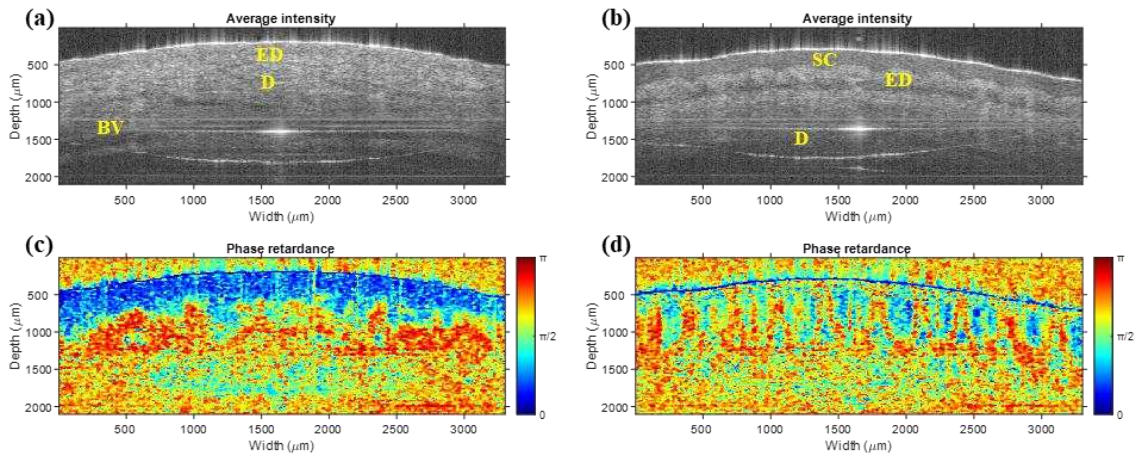 (a)
Average intensity
ED
D
BV
500
1000
1500
2000
Depth (μm)
500 1000 1500 2000 2500 3000
Width (μm)
(b)
Average intensity
SC
ED
D
500
1000
1500
2000
Depth (μm)
500 1000 1500 2000 2500 3000
Width (μm)
(c)
Phase retardance
500
1000
1500
2000
Depth (μm)
500 1000 1500 2000 2500 3000
Width (μm)
π
π/2
0
(d)
Phase retardance
500
1000
1500
2000
Depth (μm)
500 1000 1500 2000 2500 3000
Width (μm)
π
π/2
0